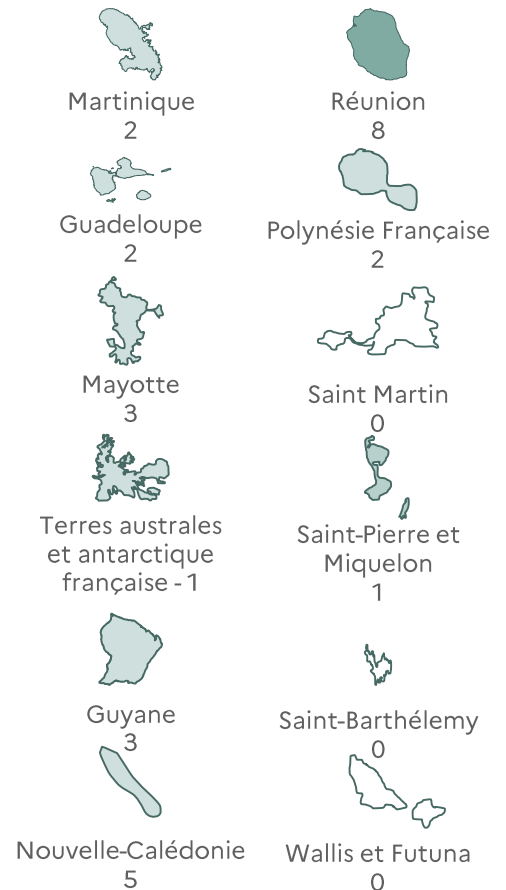 Martinique
2
Réunion
8
Guadeloupe
2
Polynésie Française
2
Mayotte
3
Saint Martin
0
Terres australes
et antarctique
française - 1
Saint-Pierre et
Miquelon
1
Guyane
3
Saint-Barthélemy
0
Nouvelle-Calédonie
5
Wallis et Futuna
0